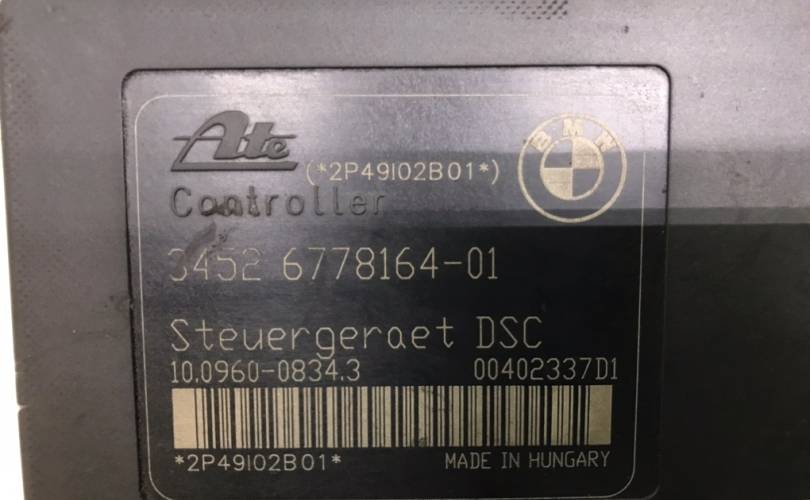 Ate
(*2P49I02B01*)
BMW
Controller
3452 6778164-01
Steuergeraet DSC
10.0960-0834.3 00402337D1
*2P49I02B01*
MADE IN HUNGARY